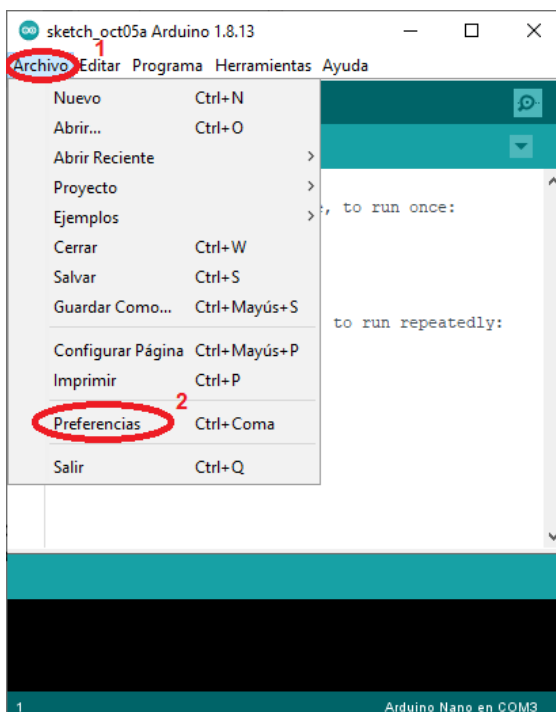 sketch_oct05a Arduino 1.8.13
1
Archivo Editar Programa Herramientas Ayuda
Nuevo Ctrl+N
Abrir... Ctrl+O
Abrir Reciente
Proyecto
Ejemplos
Cerrar Ctrl+W
Salvar Ctrl+S
Guardar Como... Ctrl+Mayús+S
Configurar Página Ctrl+Mayús+P
Imprimir Ctrl+P
2
Preferencias Ctrl+Coma
Salir Ctrl+Q
, to run once:
to run repeatedly:
1 Arduino Nano en COM3